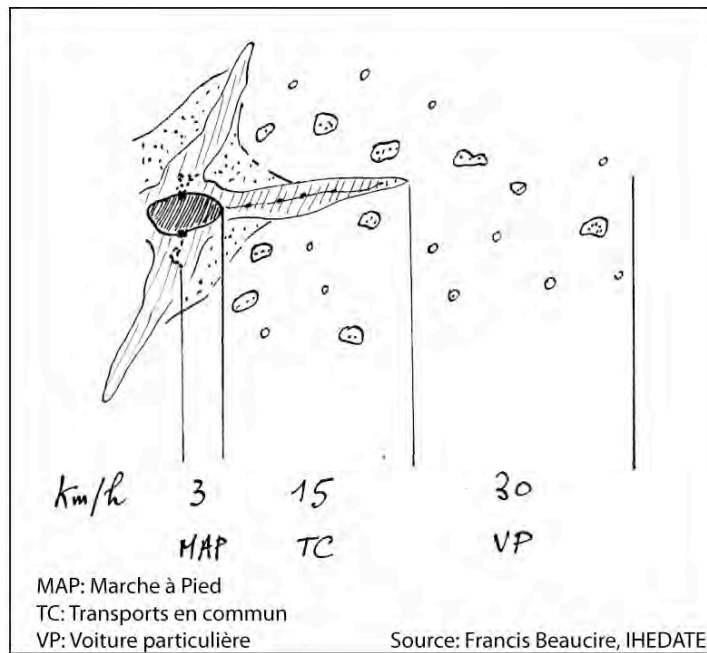 Km/h 3 15 30
MAP TC VP
MAP: Marche à Pied
TC: Transports en commun
VP: Voiture particulière Source: Francis Beaucire, IHEDATE